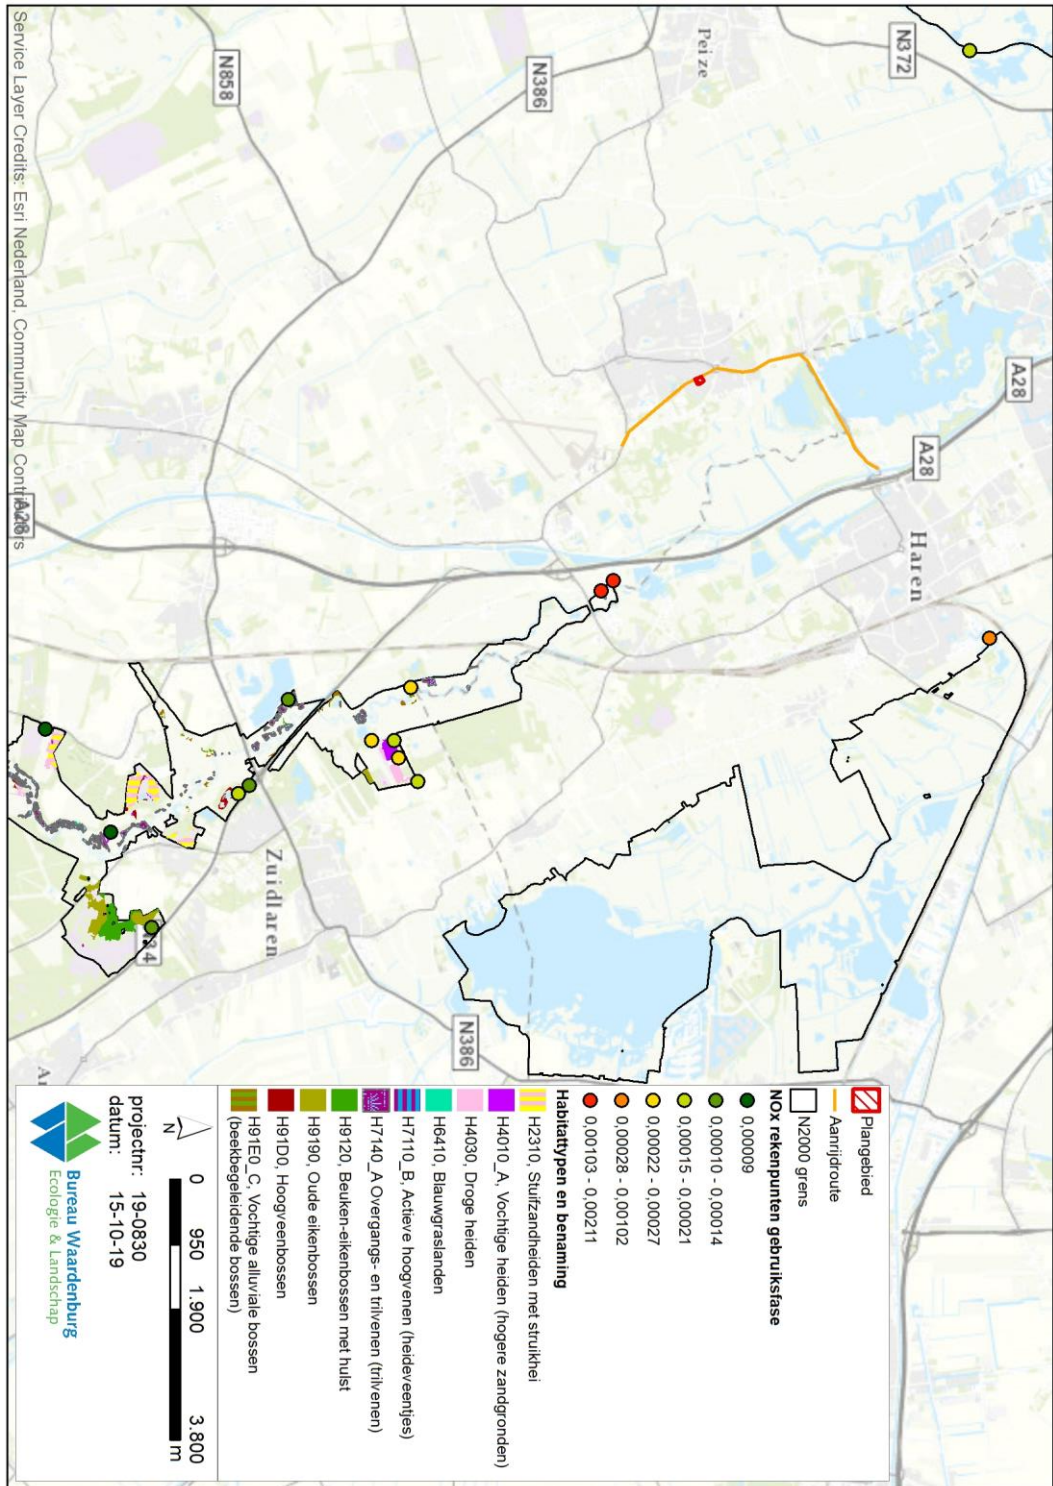 N372
Peize
N386
N858
A28
A28
Haren
A28
Zuidlaren
N34
N386
Plangebied
Aanrijdroute
N2000 grens
NOx rekenpunten gebruiksfase
0,00009
0,00010 - 0,00014
0,00015 - 0,00021
0,00022 - 0,00027
0,00028 - 0,00102
0,00103 - 0,00211
Habitattypen en benaming
H2310, Stuifzandheiden met struikhei
H4010_A, Vochtige heiden (hogere zandgronden)
H4030, Droge heiden
H6410, Blauwgraslanden
H7110_B, Actieve hoogvenen (heideveentjes)
H7140_A Overgangs- en trilvenen (trilvenen)
H9120, Beuken-eikenbossen met hulst
H9190, Oude eikenbossen
H91D0, Hoogveenbossen
H91E0_C, Vochtige alluviale bossen
(beekbegeleidende bossen)
N
0 950 1.900 3.800
m
projectnr: 19-0830
datum: 15-10-19
Bureau Waardenburg
Ecologie & Landschap
Service Layer Credits: Esri Nederland, Community Map Contributors